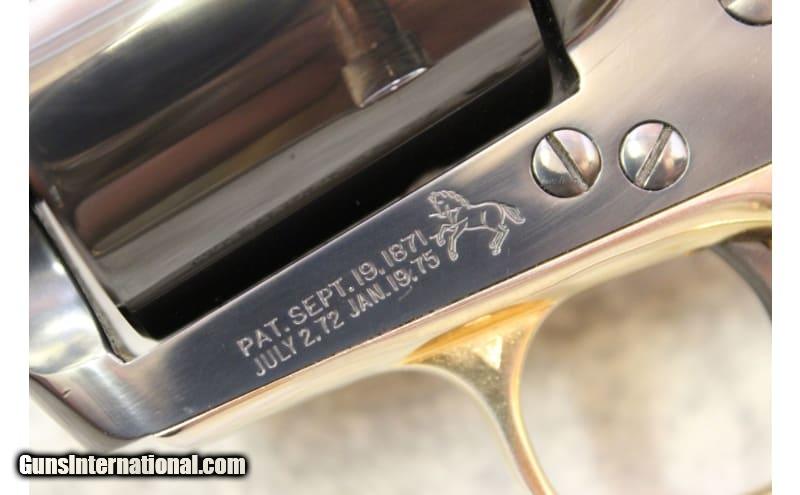 PAT. SEPT. 19. 1871.
JULY 2. 72 JAN. 19. 75
GunsInternational.com